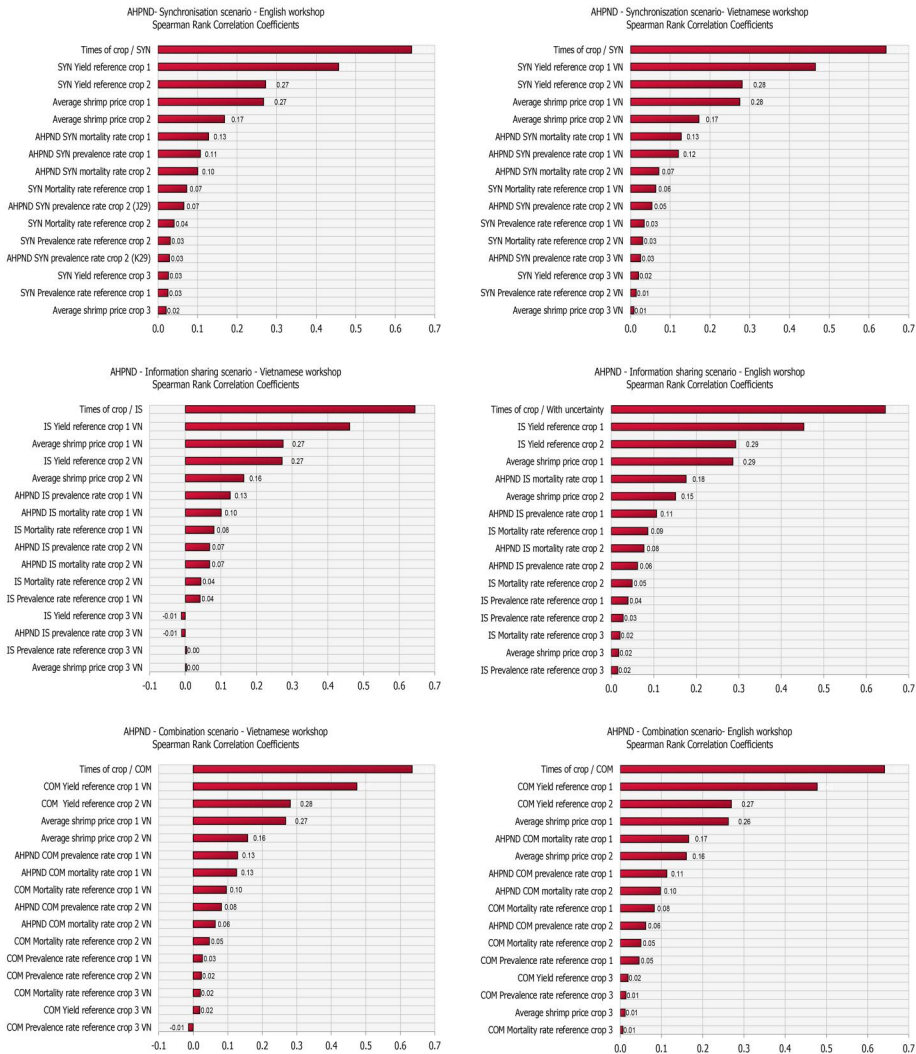 AHPND- Synchronisation scenario - English workshop
Spearman Rank Correlation Coefficients
Times of crop / SYN
SYN Yield reference crop 1
SYN Yield reference crop 2 0.27
Average shrimp price crop 1 0.27
Average shrimp price crop 2 0.17
AHPND SYN mortality rate crop 1 0.13
AHPND SYN prevalence rate crop 1 0.11
AHPND SYN mortality rate crop 2 0.10
SYN Mortality rate reference crop 1 0.07
AHPND SYN prevalence rate crop 2 (J29) 0.07
SYN Mortality rate reference crop 2 0.04
SYN Prevalence rate reference crop 2 0.03
AHPND SYN prevalence rate crop 2 (K29) 0.03
SYN Yield reference crop 3 0.03
SYN Prevalence rate reference crop 1 0.03
Average shrimp price crop 3 0.02
0.0 0.1 0.2 0.3 0.4 0.5 0.6 0.7
AHPND - Synchroniszation scenario- Vietnamese workshop
Spearman Rank Correlation Coefficients
Times of crop / SYN
SYN Yield reference crop 1 VN
SYN Yield reference crop 2 VN 0.28
Average shrimp price crop 1 VN 0.28
Average shrimp price crop 2 VN 0.17
AHPND SYN mortality rate crop 1 VN 0.13
AHPND SYN prevalence rate crop 1 VN 0.12
AHPND SYN mortality rate crop 2 VN 0.07
SYN Mortality rate reference crop 1 VN 0.06
AHPND SYN prevalence rate crop 2 VN 0.05
SYN Prevalence rate reference crop 1 VN 0.03
SYN Mortality rate reference crop 2 VN 0.03
AHPND SYN prevalence rate crop 3 VN 0.03
SYN Yield reference crop 3 VN 0.02
SYN Prevalence rate reference crop 2 VN 0.01
Average shrimp price crop 3 VN 0.01
0.0 0.1 0.2 0.3 0.4 0.5 0.6 0.7
AHPND - Information sharing scenario - Vietnamese workshop
Spearman Rank Correlation Coefficients
Times of crop / IS
IS Yield reference crop 1 VN
Average shrimp price crop 1 VN 0.27
IS Yield reference crop 2 VN 0.27
Average shrimp price crop 2 VN 0.16
AHPND IS prevalence rate crop 1 VN 0.13
AHPND IS mortality rate crop 1 VN 0.10
IS Mortality rate reference crop 1 VN 0.08
AHPND IS prevalence rate crop 2 VN 0.07
AHPND IS mortality rate crop 2 VN 0.07
IS Mortality rate reference crop 2 VN 0.04
IS Prevalence rate reference crop 1 VN 0.04
IS Yield reference crop 3 VN -0.01
AHPND IS prevalence rate crop 3 VN -0.01
IS Prevalence rate reference crop 3 VN 0.00
Average shrimp price crop 3 VN 0.00
-0.1 0.0 0.1 0.2 0.3 0.4 0.5 0.6 0.7
AHPND - Information sharing scenario - English worshop
Spearman Rank Correlation Coefficients
Times of crop / With uncertainty
IS Yield reference crop 1
IS Yield reference crop 2 0.29
Average shrimp price crop 1 0.29
AHPND IS mortality rate crop 1 0.18
Average shrimp price crop 2 0.15
AHPND IS prevalence rate crop 1 0.11
IS Mortality rate reference crop 1 0.09
AHPND IS mortality rate crop 2 0.08
AHPND IS prevalence rate crop 2 0.06
IS Mortality rate reference crop 2 0.05
IS Prevalence rate reference crop 1 0.04
IS Prevalence rate reference crop 2 0.03
IS Mortality rate reference crop 3 0.02
Average shrimp price crop 3 0.02
IS Prevalence rate reference crop 3 0.02
0.0 0.1 0.2 0.3 0.4 0.5 0.6 0.7
AHPND - Combination scenario - Vietnamese workshop
Spearman Rank Correlation Coefficients
Times of crop / COM
COM Yield reference crop 1 VN
COM Yield reference crop 2 VN 0.28
Average shrimp price crop 1 VN 0.27
Average shrimp price crop 2 VN 0.16
AHPND COM prevalence rate crop 1 VN 0.13
AHPND COM mortality rate crop 1 VN 0.13
COM Mortality rate reference crop 1 VN 0.10
AHPND COM prevalence rate crop 2 VN 0.08
AHPND COM mortality rate crop 2 VN 0.06
COM Mortality rate reference crop 2 VN 0.05
COM Prevalence rate reference crop 1 VN 0.03
COM Prevalence rate reference crop 2 VN 0.02
COM Mortality rate reference crop 3 VN 0.02
COM Yield reference crop 3 VN 0.02
COM Prevalence rate reference crop 3 VN -0.01
-0.1 0.0 0.1 0.2 0.3 0.4 0.5 0.6 0.7
AHPND - Combination scenario- English workshop
Spearman Rank Correlation Coefficients
Times of crop / COM
COM Yield reference crop 1
COM Yield reference crop 2 0.27
Average shrimp price crop 1 0.26
AHPND COM mortality rate crop 1 0.17
Average shrimp price crop 2 0.16
AHPND COM prevalence rate crop 1 0.11
AHPND COM mortality rate crop 2 0.10
COM Mortality rate reference crop 1 0.08
AHPND COM prevalence rate crop 2 0.06
COM Mortality rate reference crop 2 0.05
COM Prevalence rate reference crop 1 0.05
COM Yield reference crop 3 0.02
COM Prevalence rate reference crop 3 0.01
Average shrimp price crop 3 0.01
COM Mortality rate reference crop 3 0.01
0.0 0.1 0.2 0.3 0.4 0.5 0.6 0.7